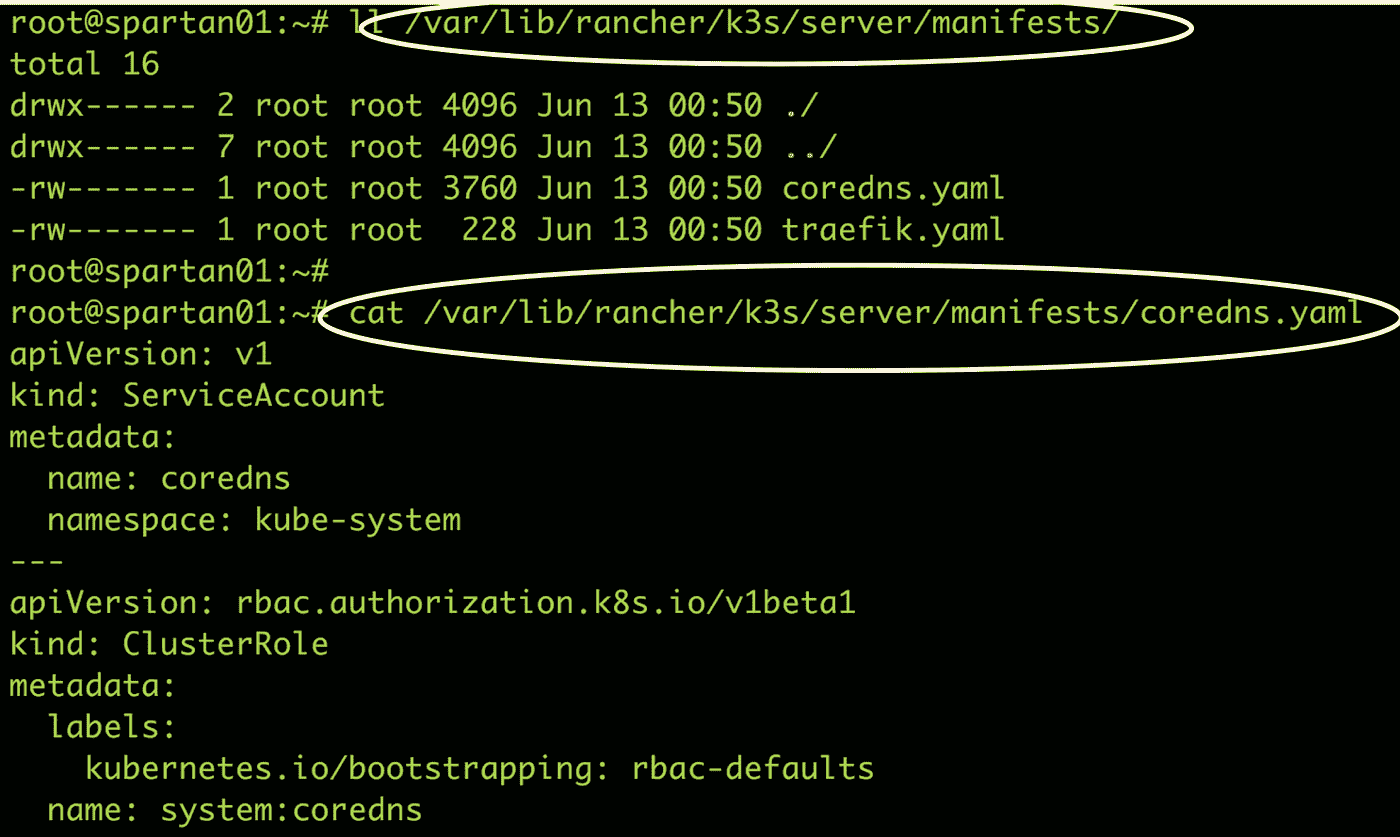 root@spartan01:~# ll /var/lib/rancher/k3s/server/manifests/
total 16
drwx------ 2 root root 4096 Jun 13 00:50 ./
drwx------ 7 root root 4096 Jun 13 00:50 ../
-rw------- 1 root root 3760 Jun 13 00:50 coredns.yaml
-rw------- 1 root root  228 Jun 13 00:50 traefik.yaml
root@spartan01:~#
root@spartan01:~# cat /var/lib/rancher/k3s/server/manifests/coredns.yaml
apiVersion: v1
kind: ServiceAccount
metadata:
  name: coredns
  namespace: kube-system
---
apiVersion: rbac.authorization.k8s.io/v1beta1
kind: ClusterRole
metadata:
  labels:
    kubernetes.io/bootstrapping: rbac-defaults
  name: system:coredns